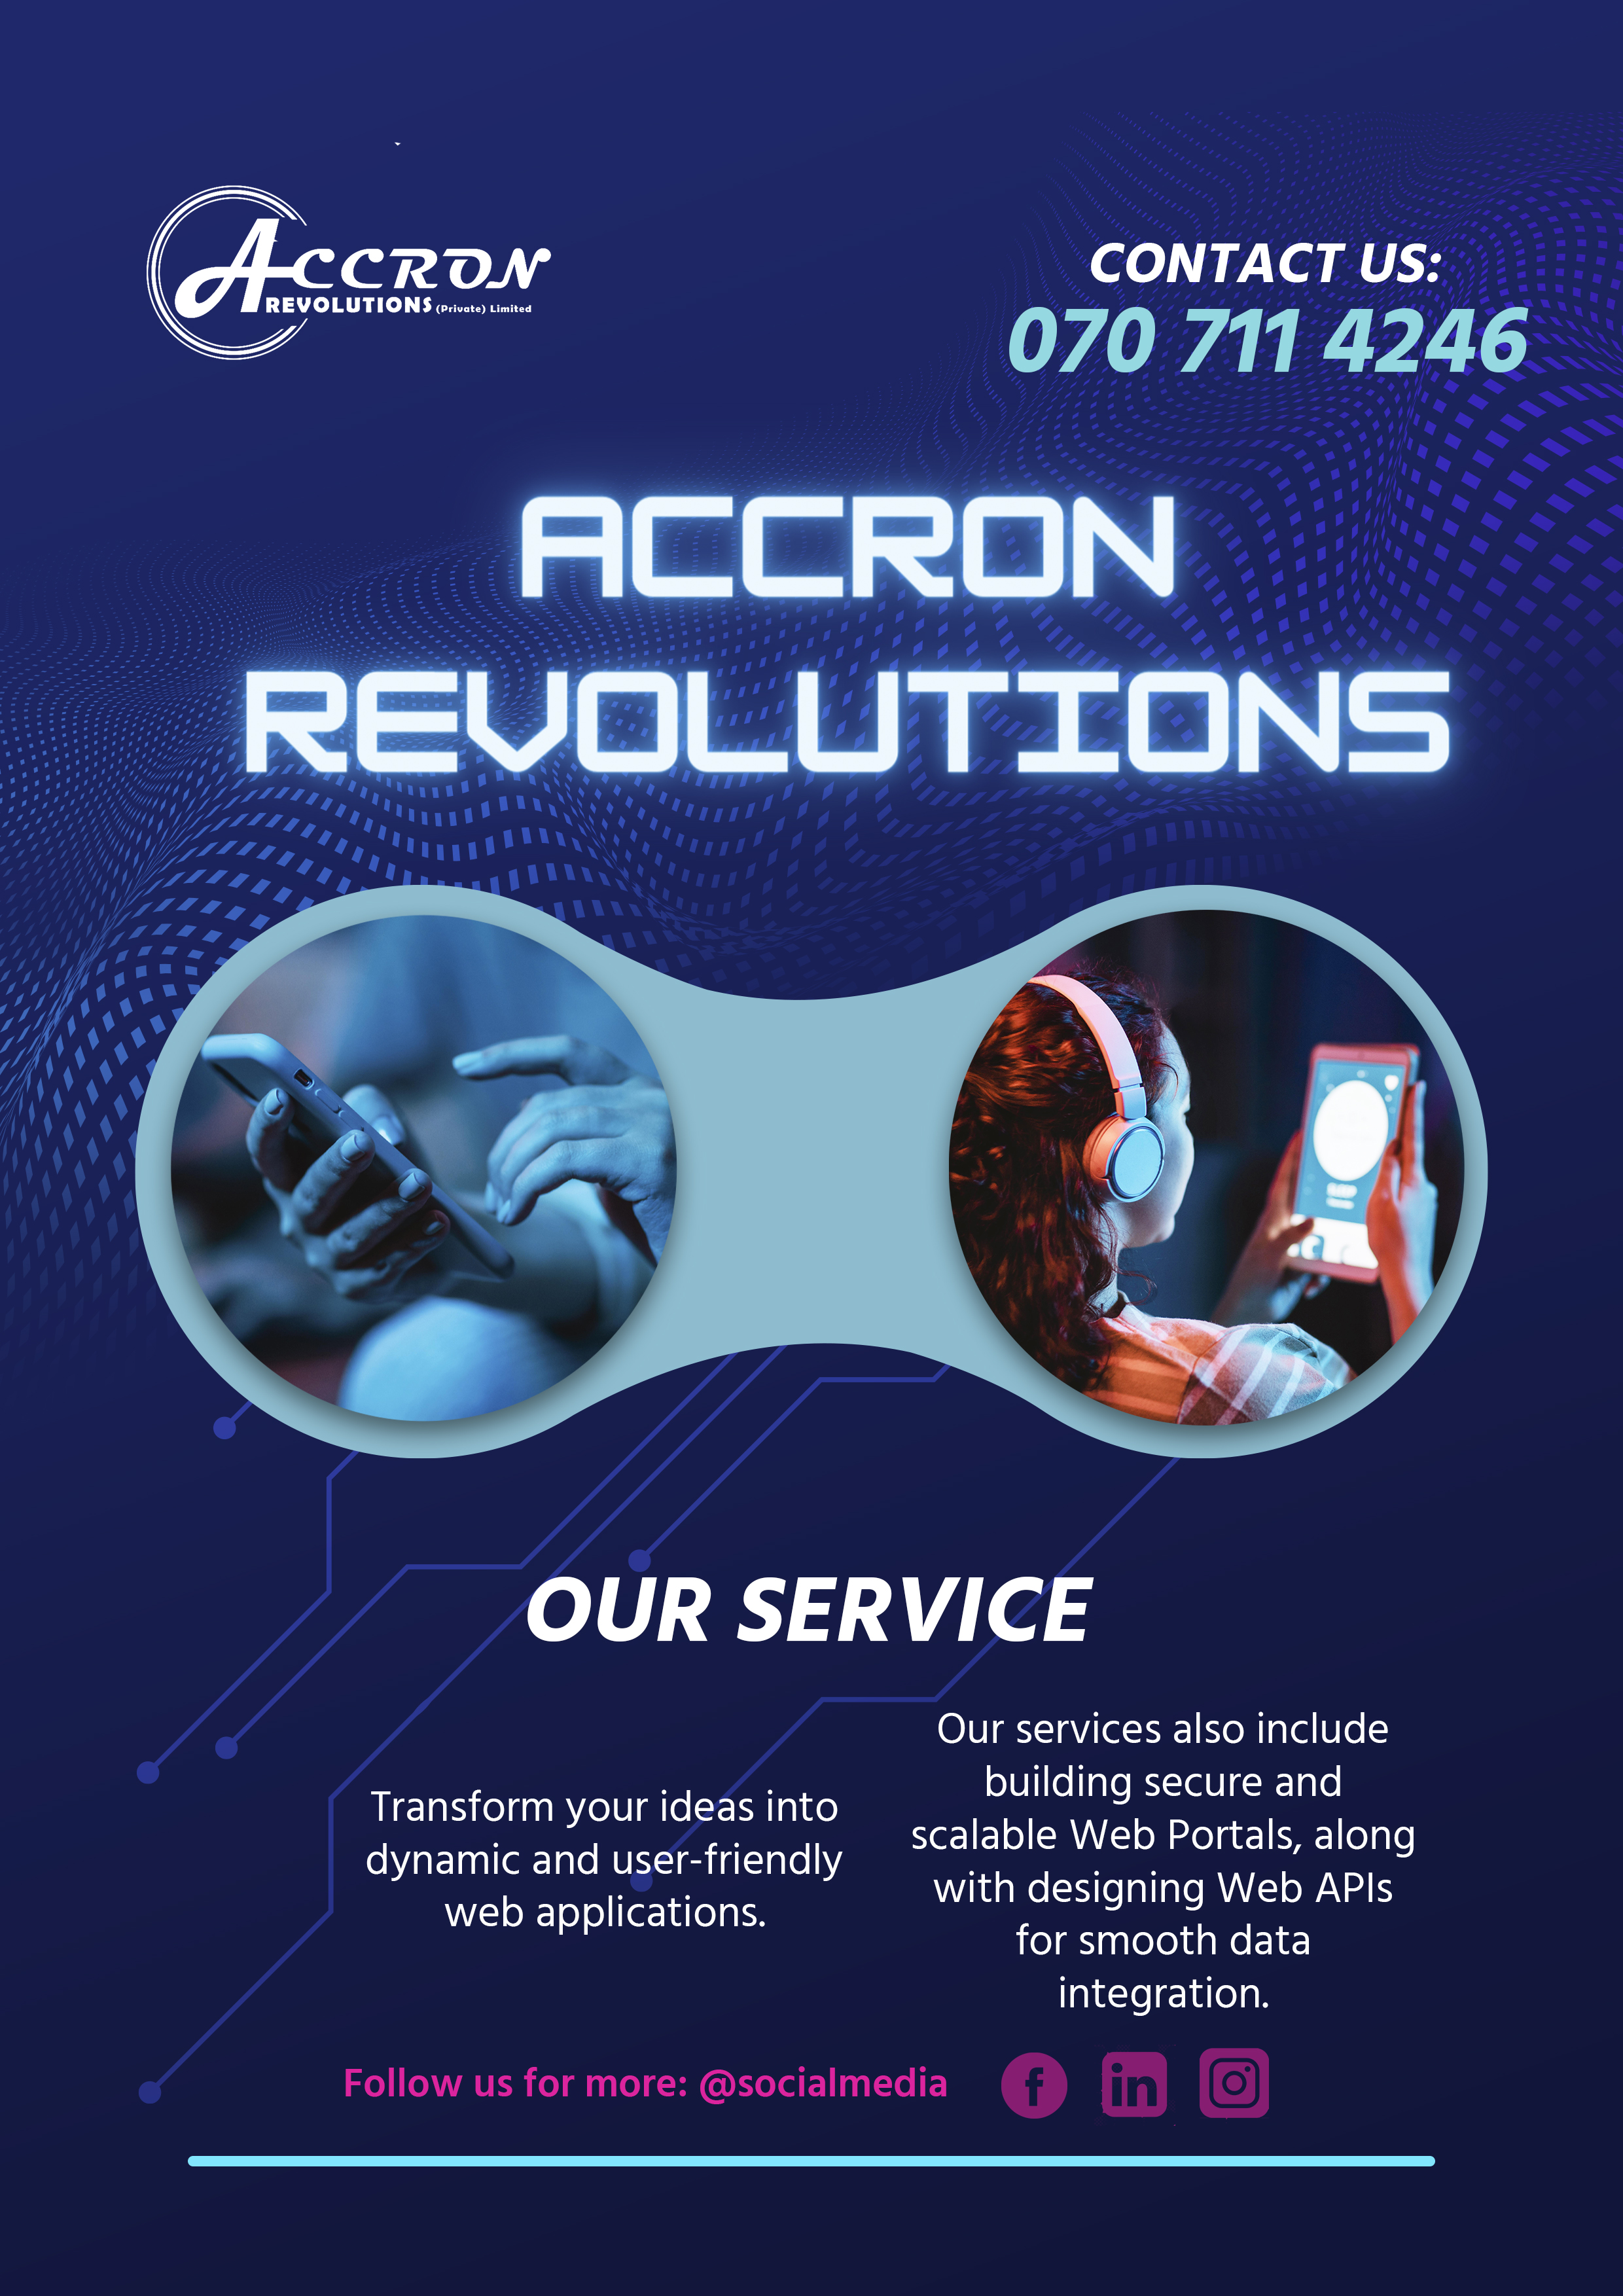 ACCRON
REVOLUTIONS (Private) Limited
CONTACT US:
070 711 4246
ACCRON
REVOLUTIONS
OUR SERVICE
Transform your ideas into
dynamic and user-friendly
web applications.
Our services also include
building secure and
scalable Web Portals, along
with designing Web APIs
for smooth data
integration.
Follow us for more: @socialmedia
f
in